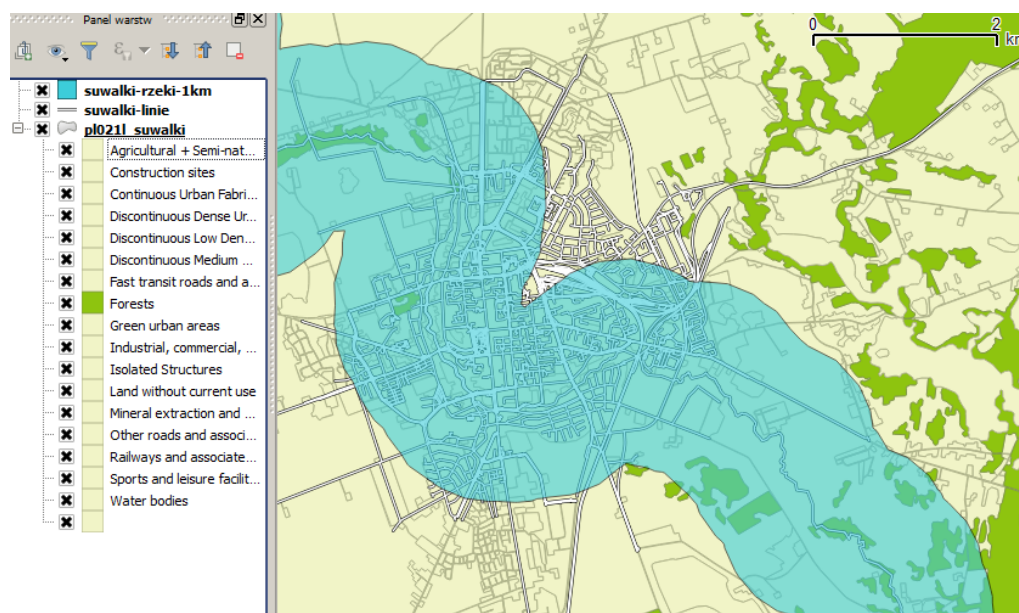 Panel warstw
suwalki-rzeki-1km
suwalki-linie
pl021l_suwalki
Agricultural + Semi-nat...
Construction sites
Continuous Urban Fabri...
Discontinuous Dense Ur...
Discontinuous Low Den...
Discontinuous Medium ...
Fast transit roads and a...
Forests
Green urban areas
Industrial, commercial, ...
Isolated Structures
Land without current use
Mineral extraction and ...
Other roads and associ...
Railways and associate...
Sports and leisure facilit...
Water bodies
0 2
km